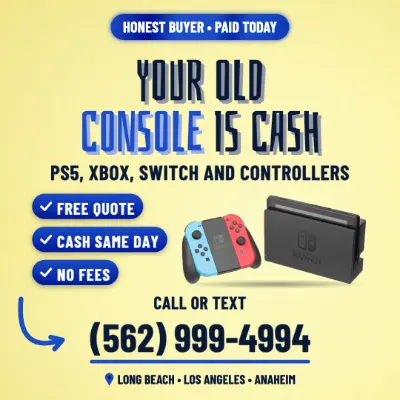 HONEST BUYER • PAID TODAY
YOUR OLD
CONSOLE IS CASH
PS5, XBOX, SWITCH AND CONTROLLERS
FREE QUOTE
CASH SAME DAY
NO FEES
CALL OR TEXT
(562) 999-4994
LONG BEACH • LOS ANGELES • ANAHEIM